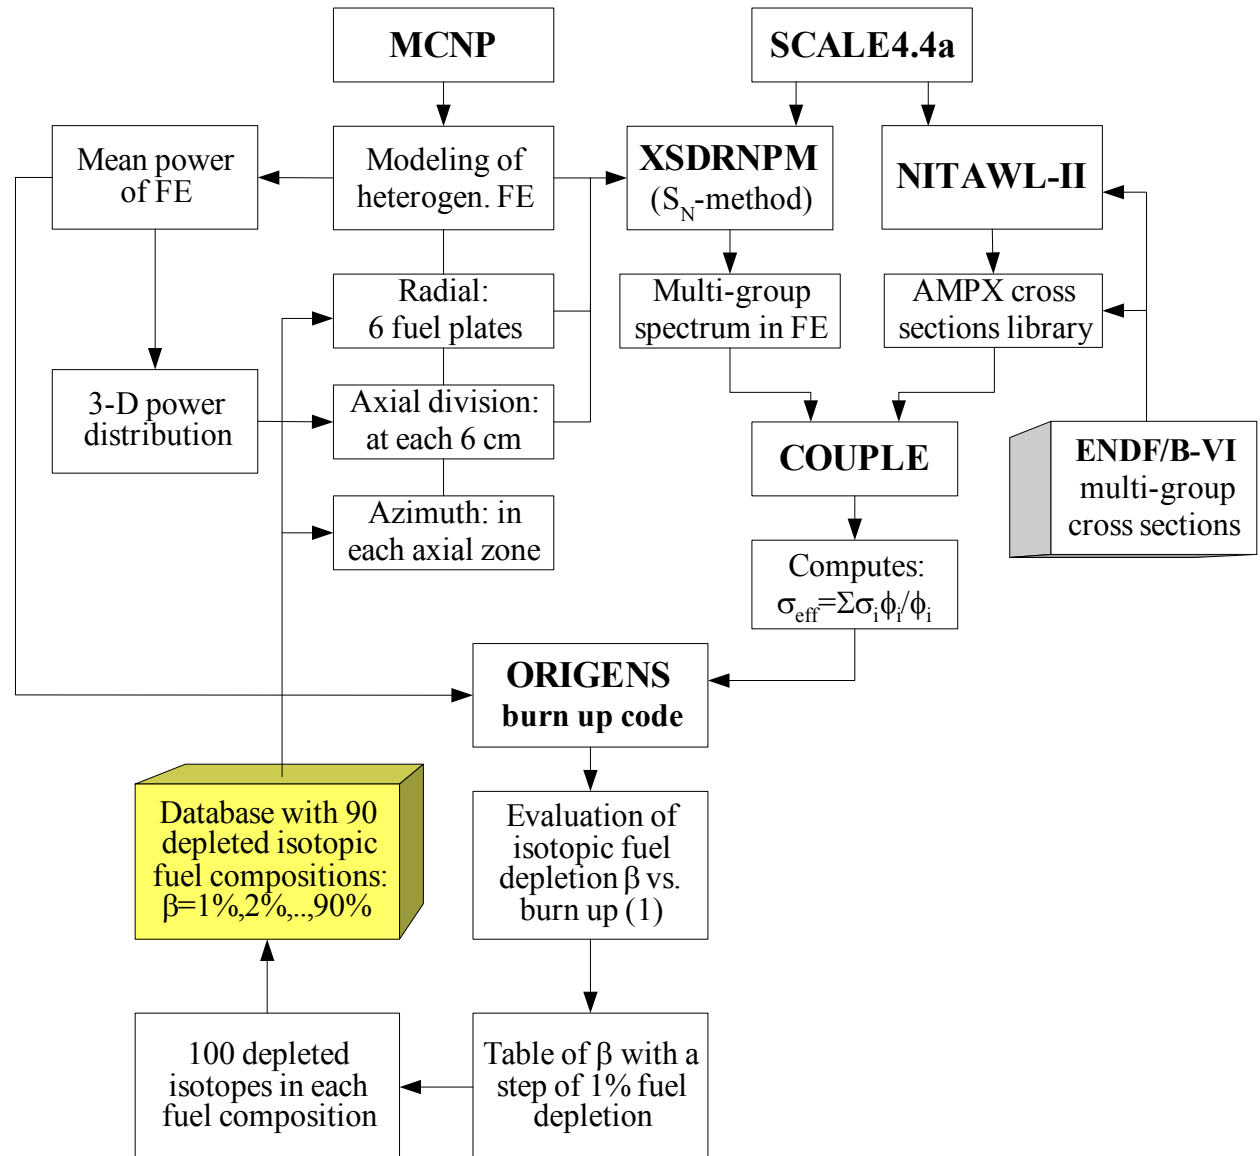 MCNP
SCALE4.4a
Mean power
of FE
Modeling of
heterogen. FE
XSDRNPM
(S_N-method)
NITAWL-II
Radial:
6 fuel plates
Multi-group
spectrum in FE
AMPX cross
sections library
3-D power
distribution
Axial division:
at each 6 cm
COUPLE
ENDF/B-VI
multi-group
cross sections
Azimuth: in
each axial zone
Computes:
σ_eff=Σσ_iϕ_i/ϕ_i
ORIGENS
burn up code
Database with 90
depleted isotopic
fuel compositions:
β=1%,2%,..,90%
Evaluation of
isotopic fuel
depletion β vs.
burn up (1)
100 depleted
isotopes in each
fuel composition
Table of β with a
step of 1% fuel
depletion